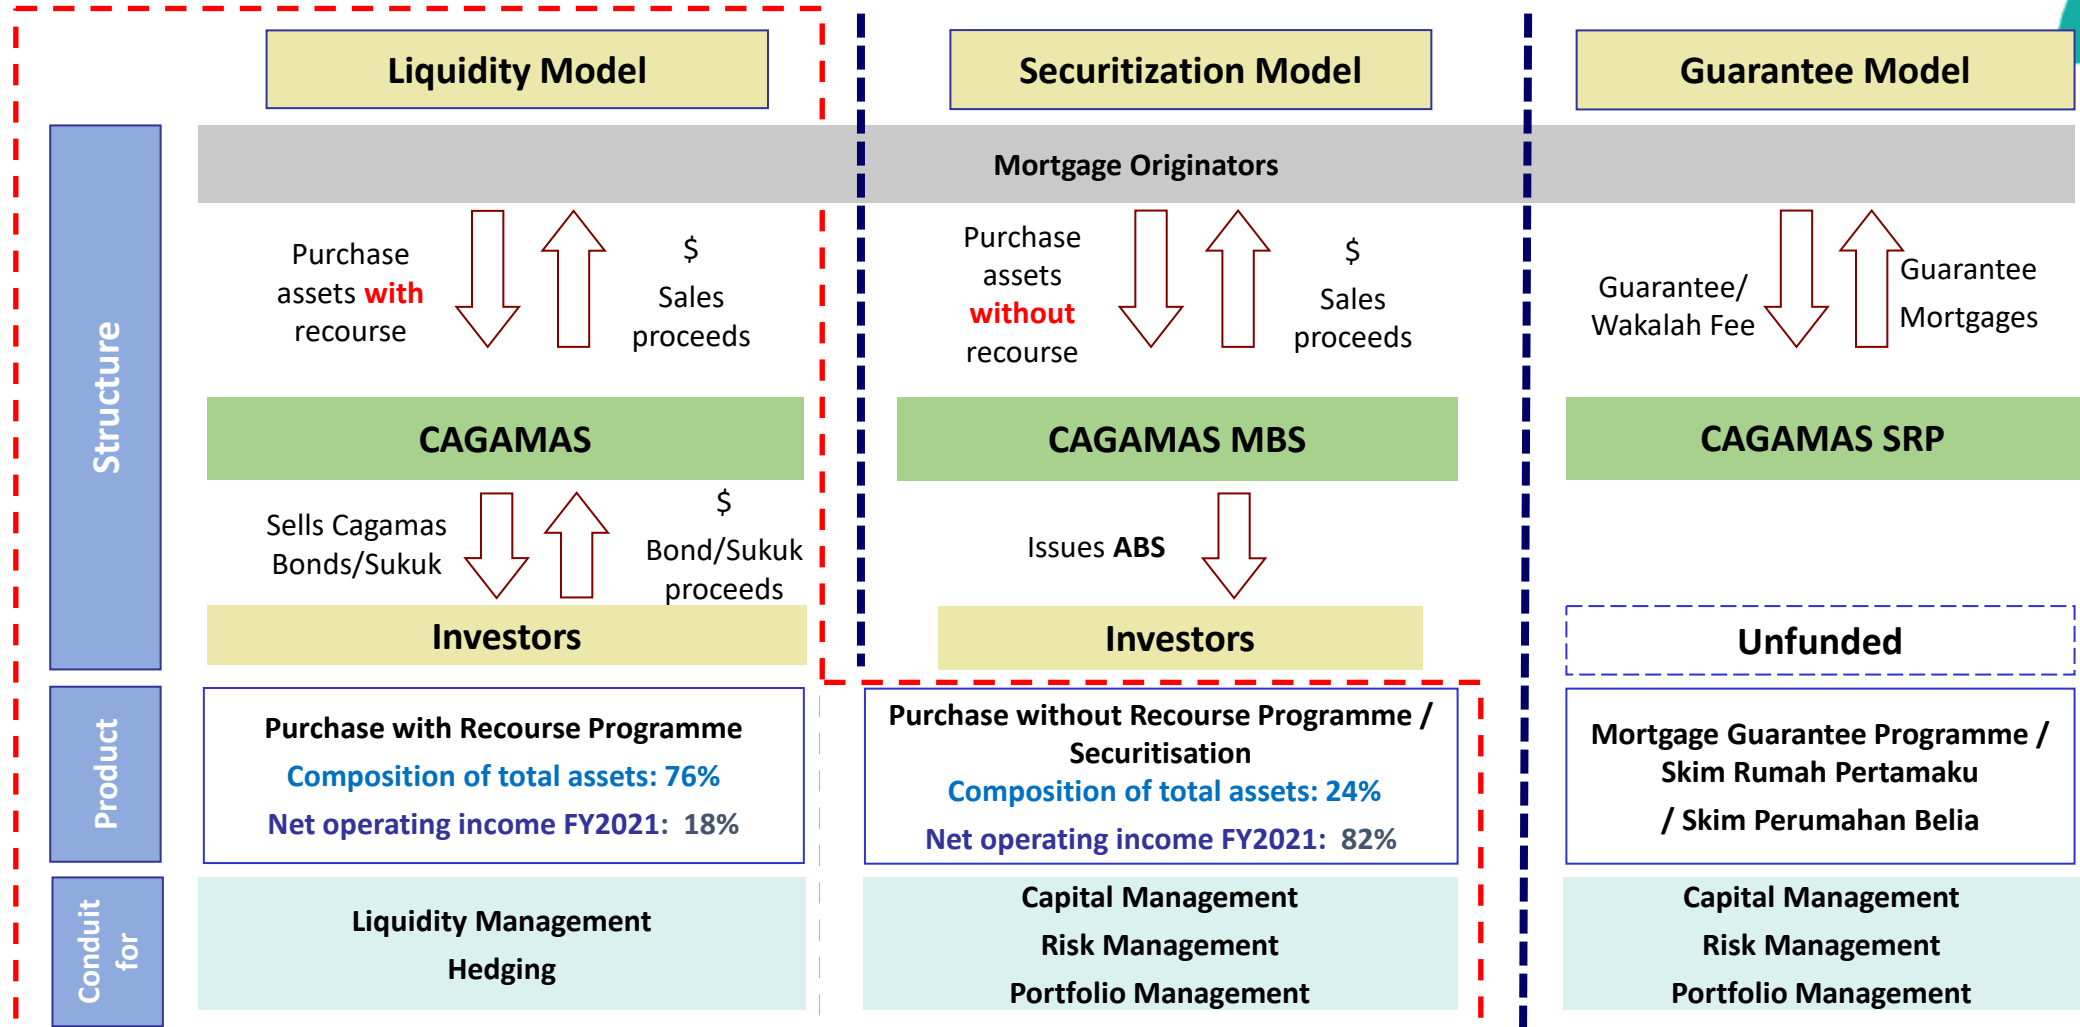 Liquidity Model
Securitization Model
Guarantee Model
Structure
Mortgage Originators
Purchase
assets with
recourse
$
Sales
proceeds
Purchase
assets
without
recourse
$
Sales
proceeds
Guarantee/
Wakalah Fee
Guarantee
Mortgages
CAGAMAS
CAGAMAS MBS
CAGAMAS SRP
Sells Cagamas
Bonds/Sukuk
$
Bond/Sukuk
proceeds
Issues ABS
Investors
Investors
Unfunded
Product
Purchase with Recourse Programme
Composition of total assets: 76%
Net operating income FY2021: 18%
Purchase without Recourse Programme /
Securitisation
Composition of total assets: 24%
Net operating income FY2021: 82%
Mortgage Guarantee Programme /
Skim Rumah Pertamaku
/ Skim Perumahan Belia
Conduit
for
Liquidity Management
Hedging
Capital Management
Risk Management
Portfolio Management
Capital Management
Risk Management
Portfolio Management